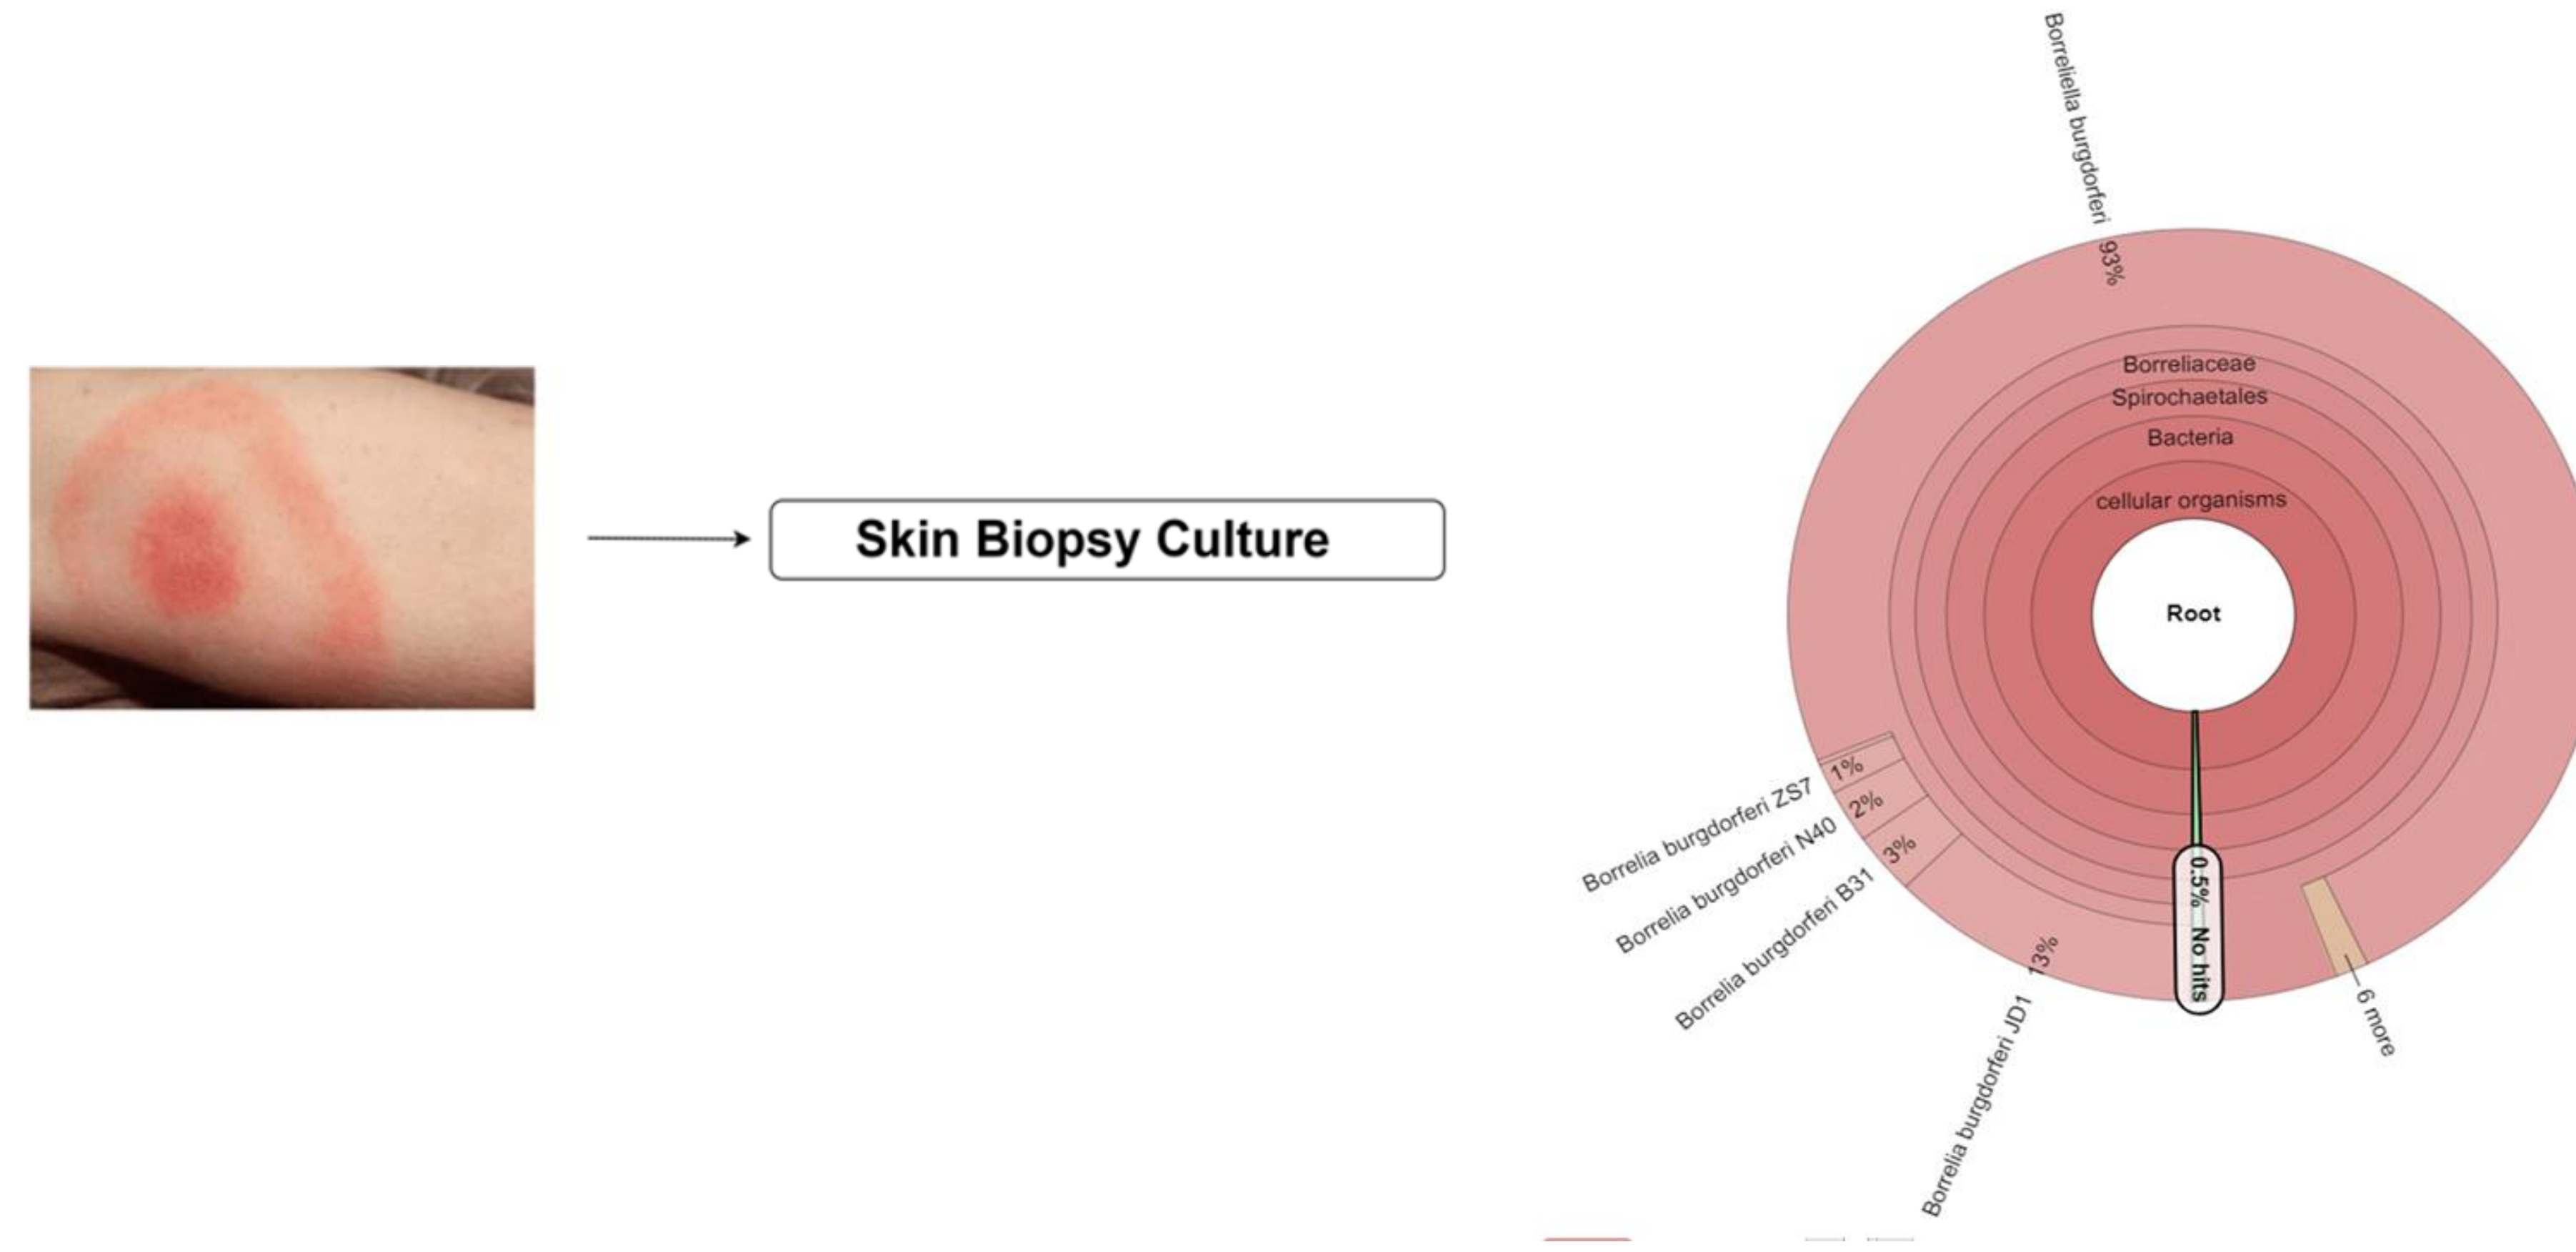 Skin Biopsy Culture
Borreliella burgdorferi 93%
Borreliaceae
Spirochaetales
Bacteria
cellular organisms
Root
1%
Borrelia burgdorferi ZS7
2%
Borrelia burgdorferi N40
3%
Borrelia burgdorferi B31
13%
Borrelia burgdorferi JD1
0.5% No hits
6 more